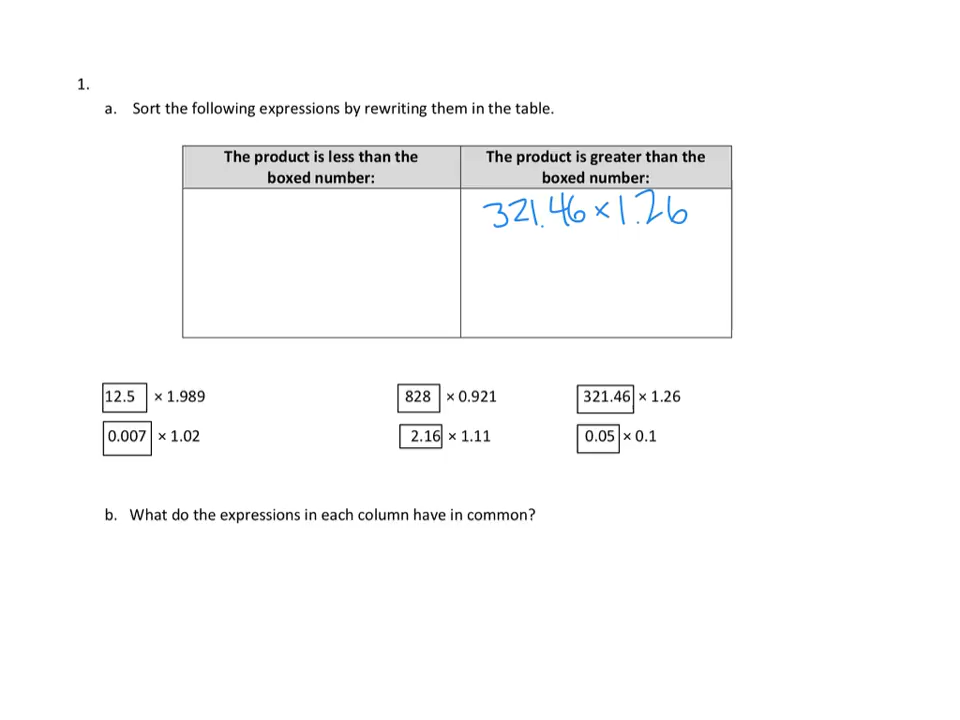 1.
a. Sort the following expressions by rewriting them in the table.
The product is less than the boxed number:
The product is greater than the boxed number:
321.46 × 1.26
12.5 × 1.989
828 × 0.921
321.46 × 1.26
0.007 × 1.02
2.16 × 1.11
0.05 × 0.1
b. What do the expressions in each column have in common?